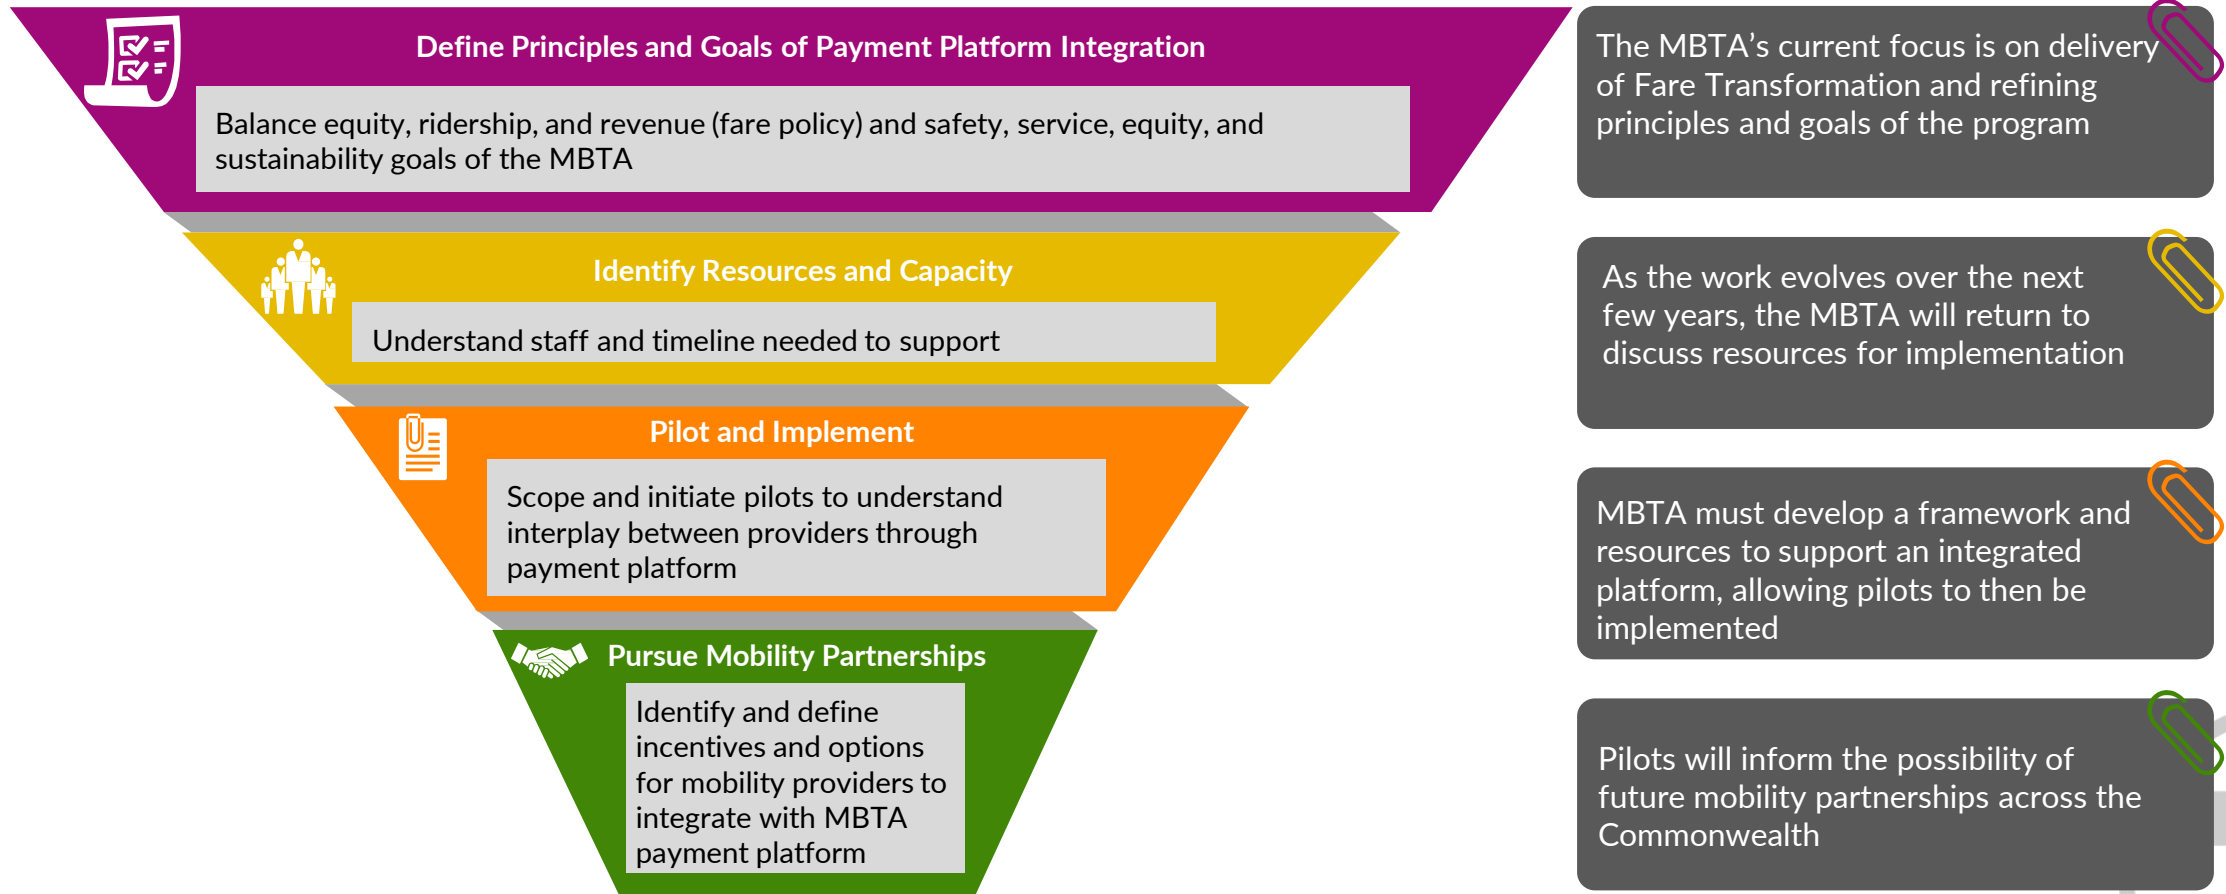 Define Principles and Goals of Payment Platform Integration
Balance equity, ridership, and revenue (fare policy) and safety, service, equity, and
sustainability goals of the MBTA
The MBTA’s current focus is on delivery
of Fare Transformation and refining
principles and goals of the program
Identify Resources and Capacity
Understand staff and timeline needed to support
As the work evolves over the next
few years, the MBTA will return to
discuss resources for implementation
Pilot and Implement
Scope and initiate pilots to understand
interplay between providers through
payment platform
MBTA must develop a framework and
resources to support an integrated
platform, allowing pilots to then be
implemented
Pursue Mobility Partnerships
Identify and define
incentives and options
for mobility providers to
integrate with MBTA
payment platform
Pilots will inform the possibility of
future mobility partnerships across the
Commonwealth